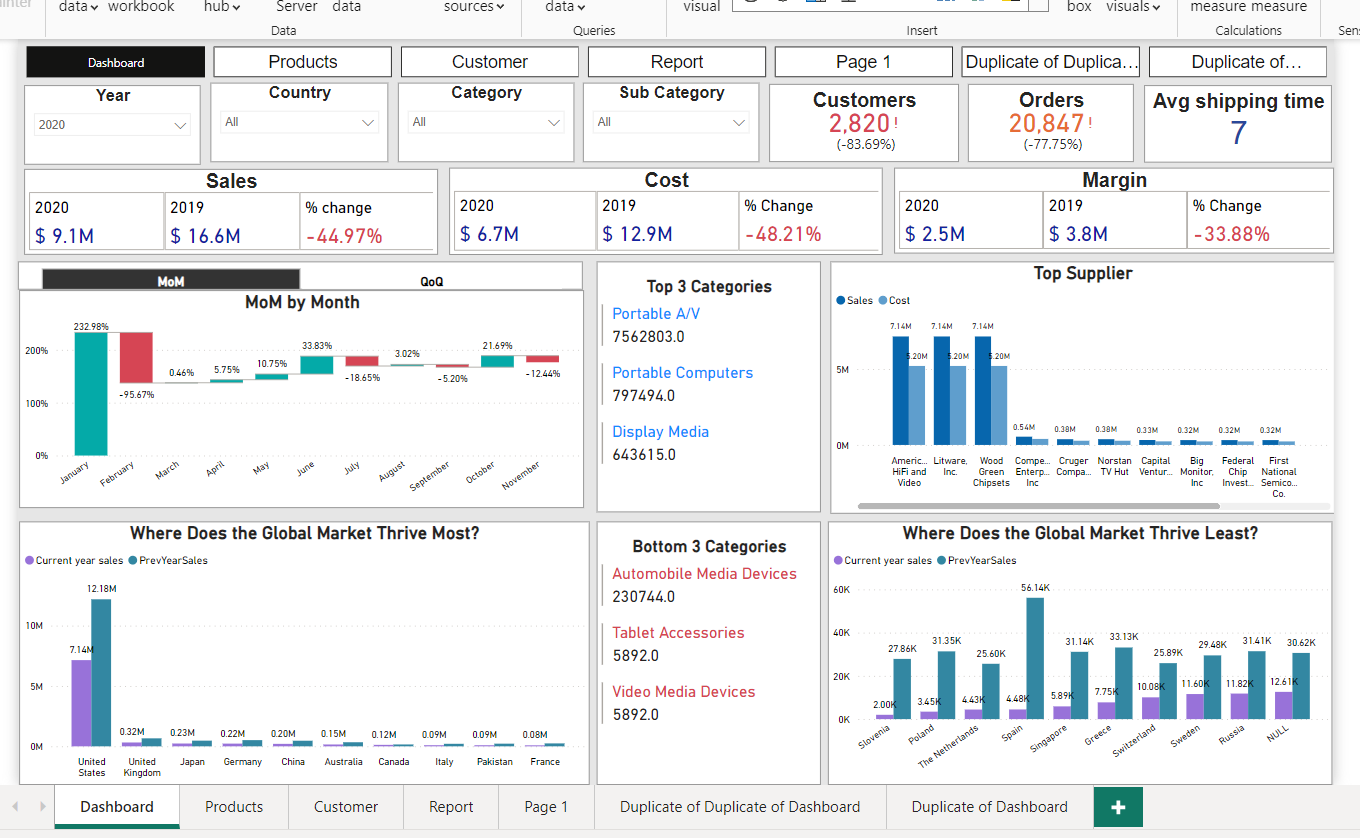 data workbook hub Server data sources data visual box visuals measure measure
Data Queries Insert Calculations
Dashboard Products Customer Report Page 1 Duplicate of Duplica... Duplicate of...
Year Country Category Sub Category Customers Orders Avg shipping time
2020 All All All 2,820 ! 20,847 ! 7
(-83.69%) (-77.75%)
Sales
2020 2019 % change
$ 9.1M $ 16.6M -44.97%
Cost
2020 2019 % Change
$ 6.7M $ 12.9M -48.21%
Margin
2020 2019 % Change
$ 2.5M $ 3.8M -33.88%
MoM QoQ
MoM by Month
232.98% -95.67% 0.46% 5.75% 10.75% 33.83% -18.65% 3.02% -5.20% 21.69% -12.44%
200%
100%
0%
January February March April May June July August September October November
Top 3 Categories
Portable A/V
7562803.0
Portable Computers
797494.0
Display Media
643615.0
Top Supplier
Sales Cost
7.14M 7.14M 7.14M
5.20M 5.20M 5.20M
5M
0.54M 0.38M 0.38M 0.33M 0.32M 0.32M 0.32M
0M
Americ... HiFi and Video
Litware, Inc.
Wood Green Chipsets
Compe... Enterp... Inc
Cruger Compa...
Norstan TV Hut
Capital Ventur...
Big Monitor, Inc
Federal Chip Invest...
First National Semico... Co.
Where Does the Global Market Thrive Most?
Current year sales PrevYearSales
12.18M
10M
7.14M
5M
0.32M 0.23M 0.22M 0.20M 0.15M 0.12M 0.09M 0.09M 0.08M
0M
United States
United Kingdom
Japan Germany China Australia Canada Italy Pakistan France
Bottom 3 Categories
Automobile Media Devices
230744.0
Tablet Accessories
5892.0
Video Media Devices
5892.0
Where Does the Global Market Thrive Least?
Current year sales PrevYearSales
60K
40K
20K
0K
27.86K 31.35K 25.60K 56.14K 31.14K 33.13K 25.89K 29.48K 31.41K 30.62K
2.00K 3.45K 4.43K 4.48K 5.89K 7.75K 10.08K 11.60K 11.82K 12.61K
Slovenia Poland The Netherlands Spain Singapore Greece Switzerland Sweden Russia NULL
Dashboard Products Customer Report Page 1 Duplicate of Duplicate of Dashboard Duplicate of Dashboard +